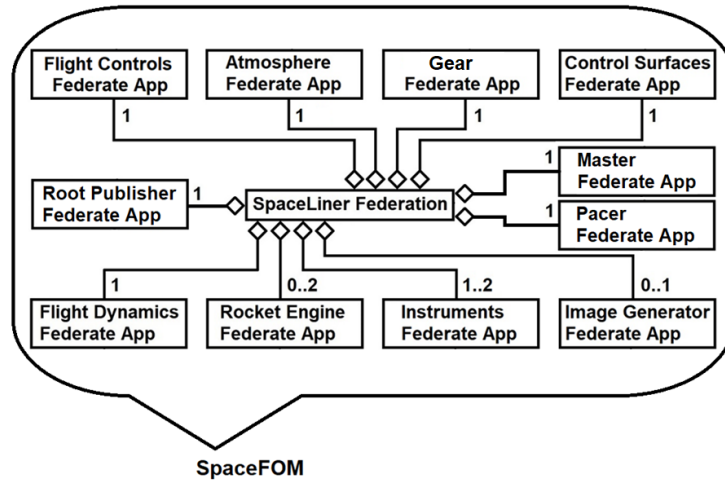 Flight Controls
Federate App
Atmosphere
Federate App
Gear
Federate App
Control Surfaces
Federate App
1
1
1
1
Root Publisher
Federate App
1
SpaceLiner Federation
1
Master
Federate App
1
Pacer
Federate App
1
0..2
1..2
0..1
Flight Dynamics
Federate App
Rocket Engine
Federate App
Instruments
Federate App
Image Generator
Federate App
SpaceFOM